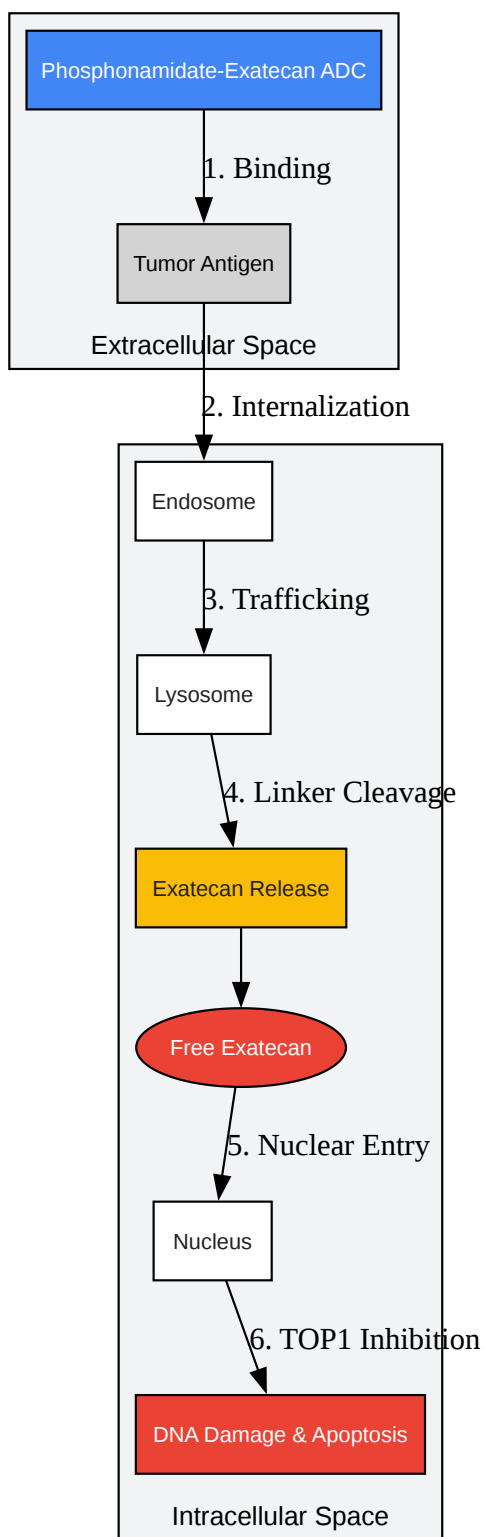 Phosphonamidate-Exatecan ADC
1. Binding
Tumor Antigen
Extracellular Space
2. Internalization
Endosome
3. Trafficking
Lysosome
4. Linker Cleavage
Exatecan Release
Free Exatecan
5. Nuclear Entry
Nucleus
6. TOP1 Inhibition
DNA Damage & Apoptosis
Intracellular Space